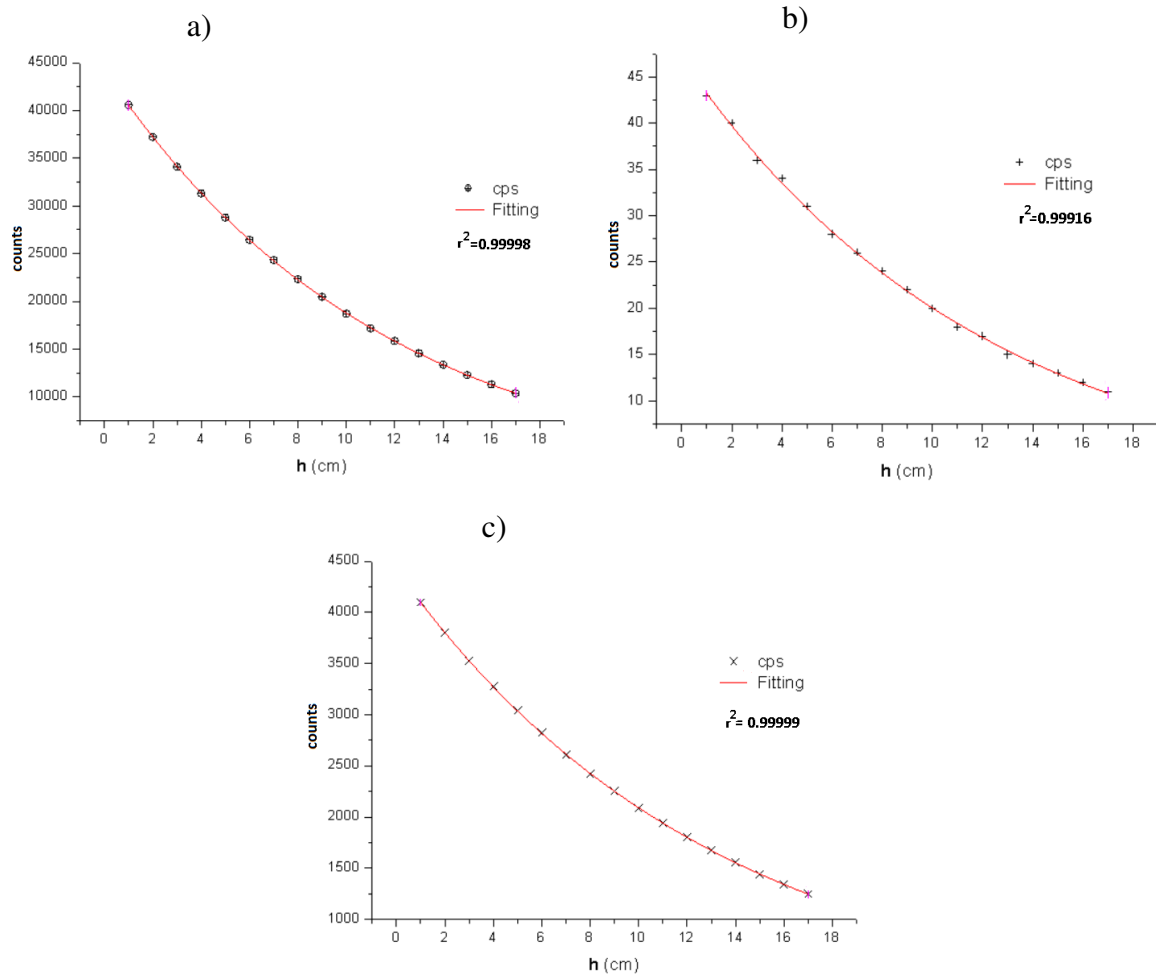 a)
45000
40000
35000
30000
25000
20000
15000
10000
counts
cps
Fitting
r²=0.99998
0 2 4 6 8 10 12 14 16 18
h (cm)
b)
45
40
35
30
25
20
15
10
counts
cps
Fitting
r²=0.99916
0 2 4 6 8 10 12 14 16 18
h (cm)
c)
4500
4000
3500
3000
2500
2000
1500
1000
counts
cps
Fitting
r²= 0.99999
0 2 4 6 8 10 12 14 16 18
h (cm)